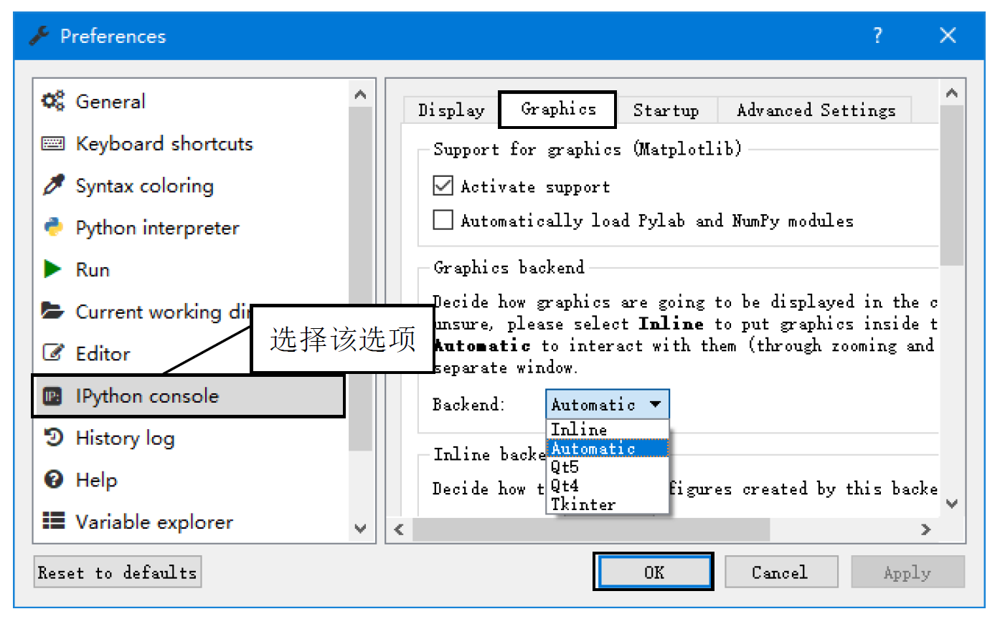 Preferences
?
General
Keyboard shortcuts
Syntax coloring
Python interpreter
Run
Current working di
Editor
IP: IPython console
History log
Help
Variable explorer
选择该选项
Display Graphics Startup Advanced Settings
Support for graphics (Matplotlib)
Activate support
Automatically load Pylab and NumPy modules
Graphics backend
Decide how graphics are going to be displayed in the c
unsure, please select Inline to put graphics inside t
Automatic to interact with them (through zooming and
separate window.
Backend: Automatic
Inline
Automatic
Qt5
Qt4
Tkinter
Inline backe
Decide how t figures created by this backe
Reset to defaults
OK Cancel Apply